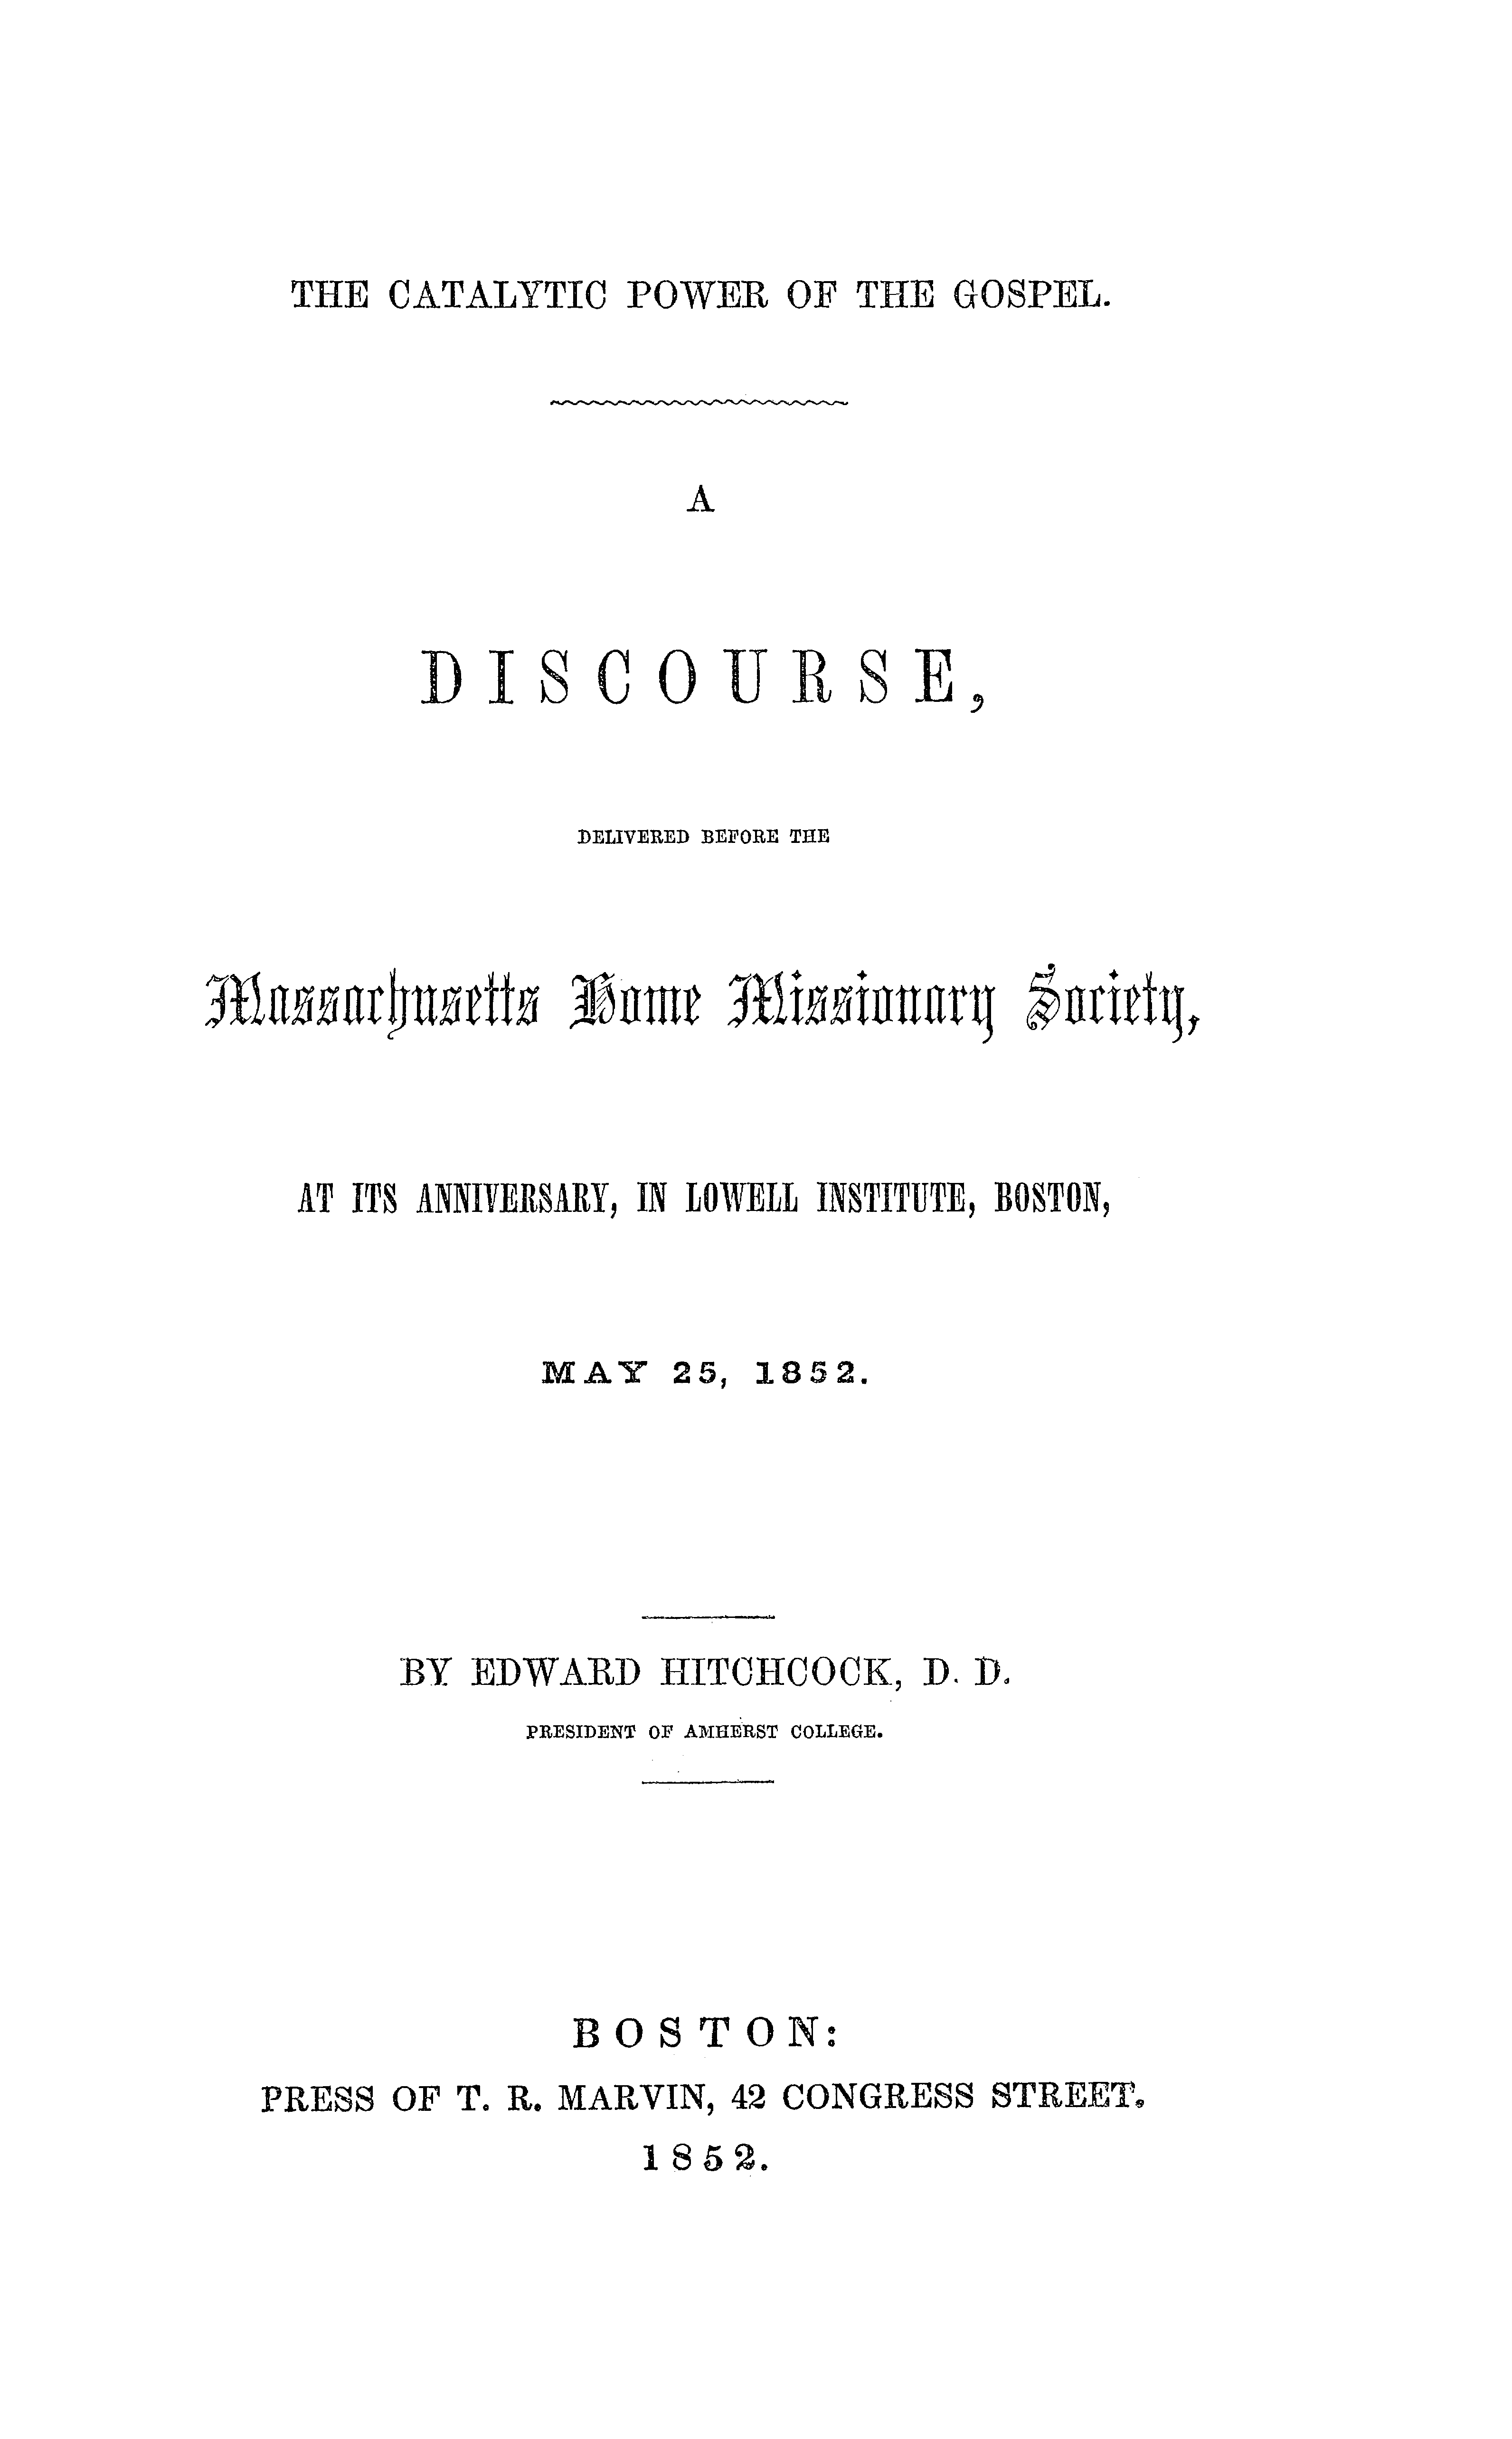 THE CATALYTIC POWER OF THE GOSPEL.
A
DISCOURSE,
DELIVERED BEFORE THE
Massachusetts Home Missionary Society,
AT ITS ANNIVERSARY, IN LOWELL INSTITUTE, BOSTON,
MAY 25, 1852.
BY EDWARD HITCHCOCK, D. D.
PRESIDENT OF AMHERST COLLEGE.
BOSTON:
PRESS OF T. R. MARVIN, 42 CONGRESS STREET.
1852.